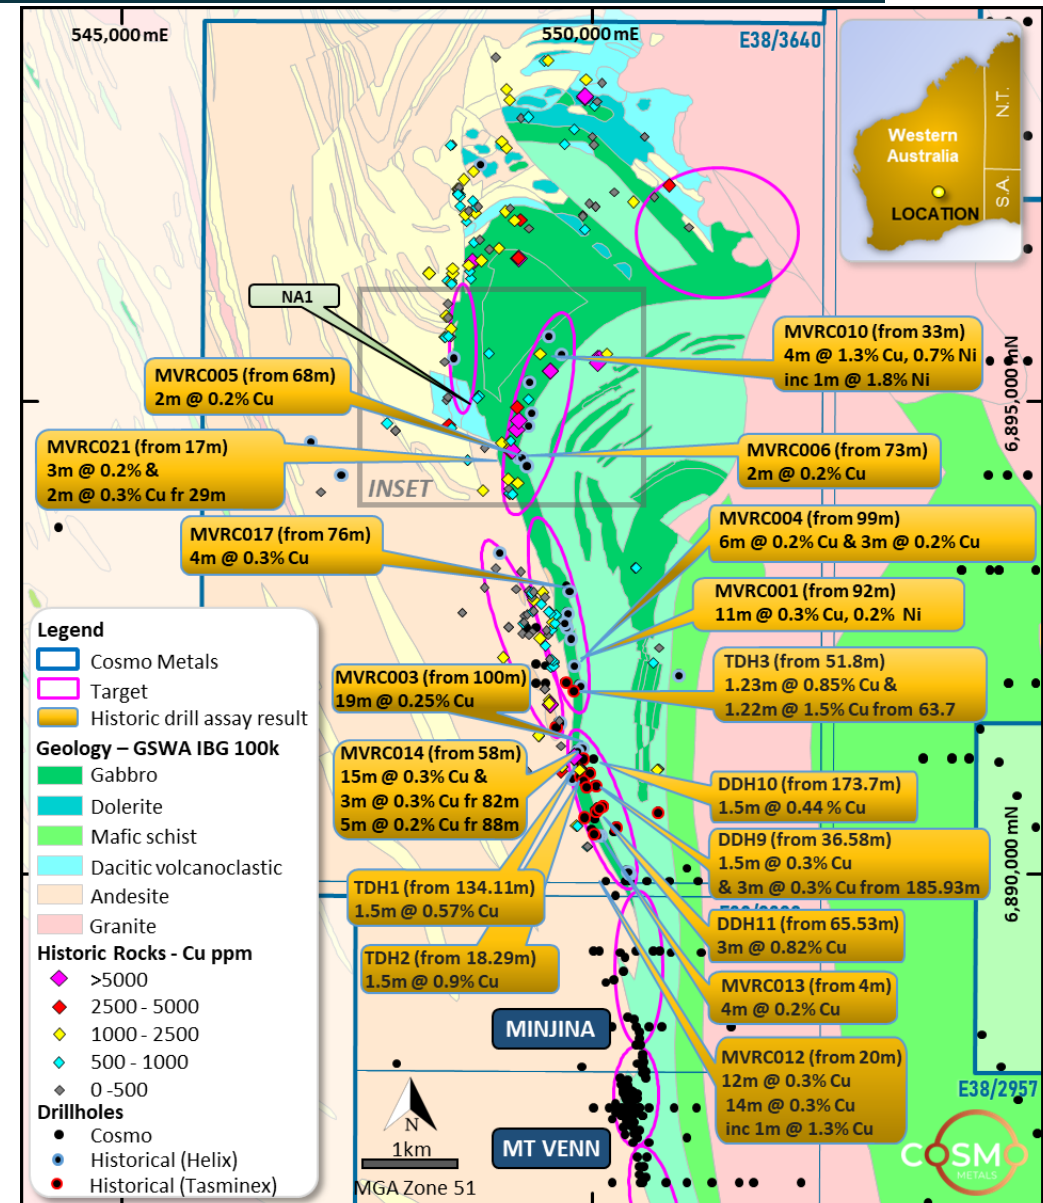 545,000 mE
550,000 mE
E38/3640
N.T.
Western
Australia
S.A.
LOCATION
NA1
MVRC010 (from 33m)
4m @ 1.3% Cu, 0.7% Ni
inc 1m @ 1.8% Ni
MVRC005 (from 68m)
2m @ 0.2% Cu
6,895,000 mN
MVRC021 (from 17m)
3m @ 0.2% &
2m @ 0.3% Cu fr 29m
MVRC006 (from 73m)
2m @ 0.2% Cu
INSET
MVRC017 (from 76m)
4m @ 0.3% Cu
MVRC004 (from 99m)
6m @ 0.2% Cu & 3m @ 0.2% Cu
MVRC001 (from 92m)
11m @ 0.3% Cu, 0.2% Ni
TDH3 (from 51.8m)
1.23m @ 0.85% Cu &
1.22m @ 1.5% Cu from 63.7
MVRC003 (from 100m)
19m @ 0.25% Cu
MVRC014 (from 58m)
15m @ 0.3% Cu &
3m @ 0.3% Cu fr 82m
5m @ 0.2% Cu fr 88m
DDH10 (from 173.7m)
1.5m @ 0.44 % Cu
DDH9 (from 36.58m)
1.5m @ 0.3% Cu
& 3m @ 0.3% Cu from 185.93m
6,890,000 mN
TDH1 (from 134.11m)
1.5m @ 0.57% Cu
DDH11 (from 65.53m)
3m @ 0.82% Cu
TDH2 (from 18.29m)
1.5m @ 0.9% Cu
MVRC013 (from 4m)
4m @ 0.2% Cu
MINJINA
MVRC012 (from 20m)
12m @ 0.3% Cu
14m @ 0.3% Cu
inc 1m @ 1.3% Cu
E38/2957
MT VENN
COSMO
METALS
N
1km
MGA Zone 51
Legend
Cosmo Metals
Target
Historic drill assay result
Geology – GSWA IBG 100k
Gabbro
Dolerite
Mafic schist
Dacitic volcanoclastic
Andesite
Granite
Historic Rocks - Cu ppm
>5000
2500 - 5000
1000 - 2500
500 - 1000
0 -500
Drillholes
Cosmo
Historical (Helix)
Historical (Tasminex)